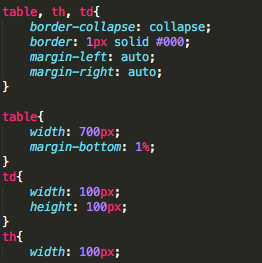 table, th, td{
    border-collapse: collapse;
    border: 1px solid #000;
    margin-left: auto;
    margin-right: auto;
}

table{
    width: 700px;
    margin-bottom: 1%;
}
td{
    width: 100px;
    height: 100px;
}
th{
    width: 100px;